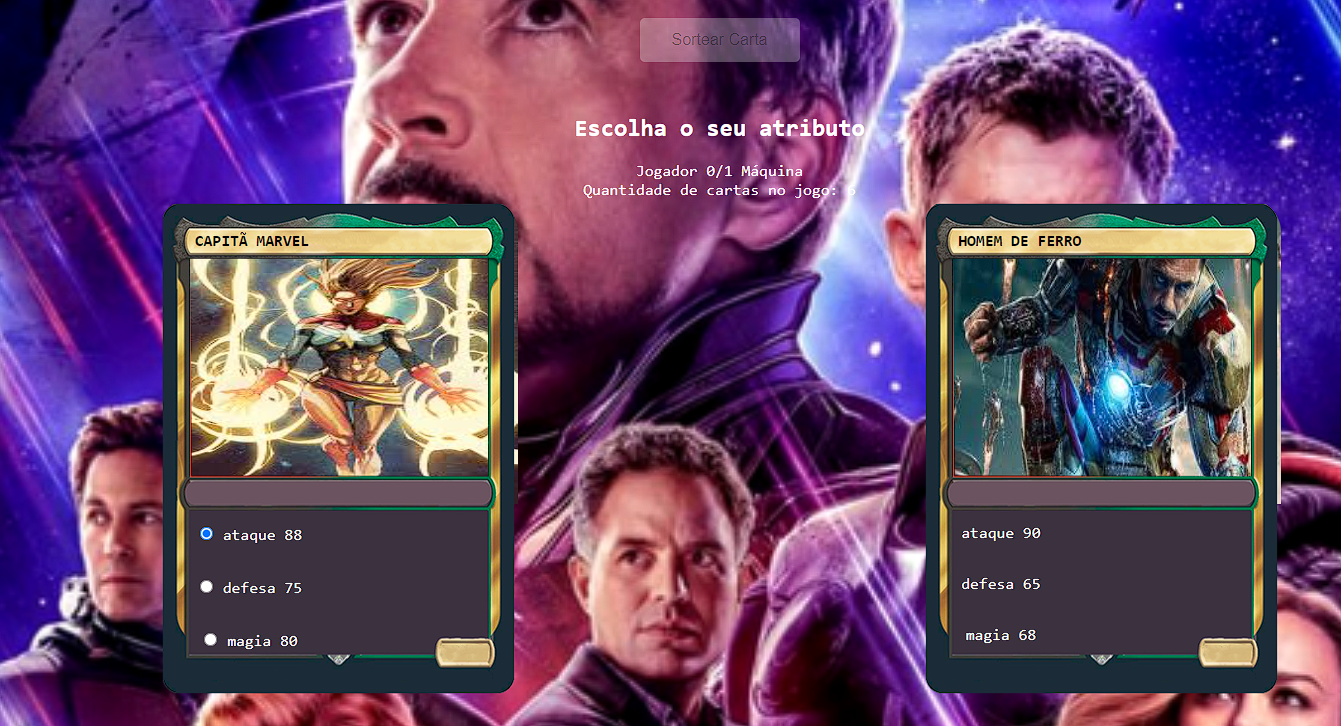 Sortear Carta
Escolha o seu atributo
Jogador 0/1 Máquina
Quantidade de cartas no jogo: 6
CAPITÃ MARVEL
ataque 88
defesa 75
magia 80
HOMEM DE FERRO
ataque 90
defesa 65
magia 68